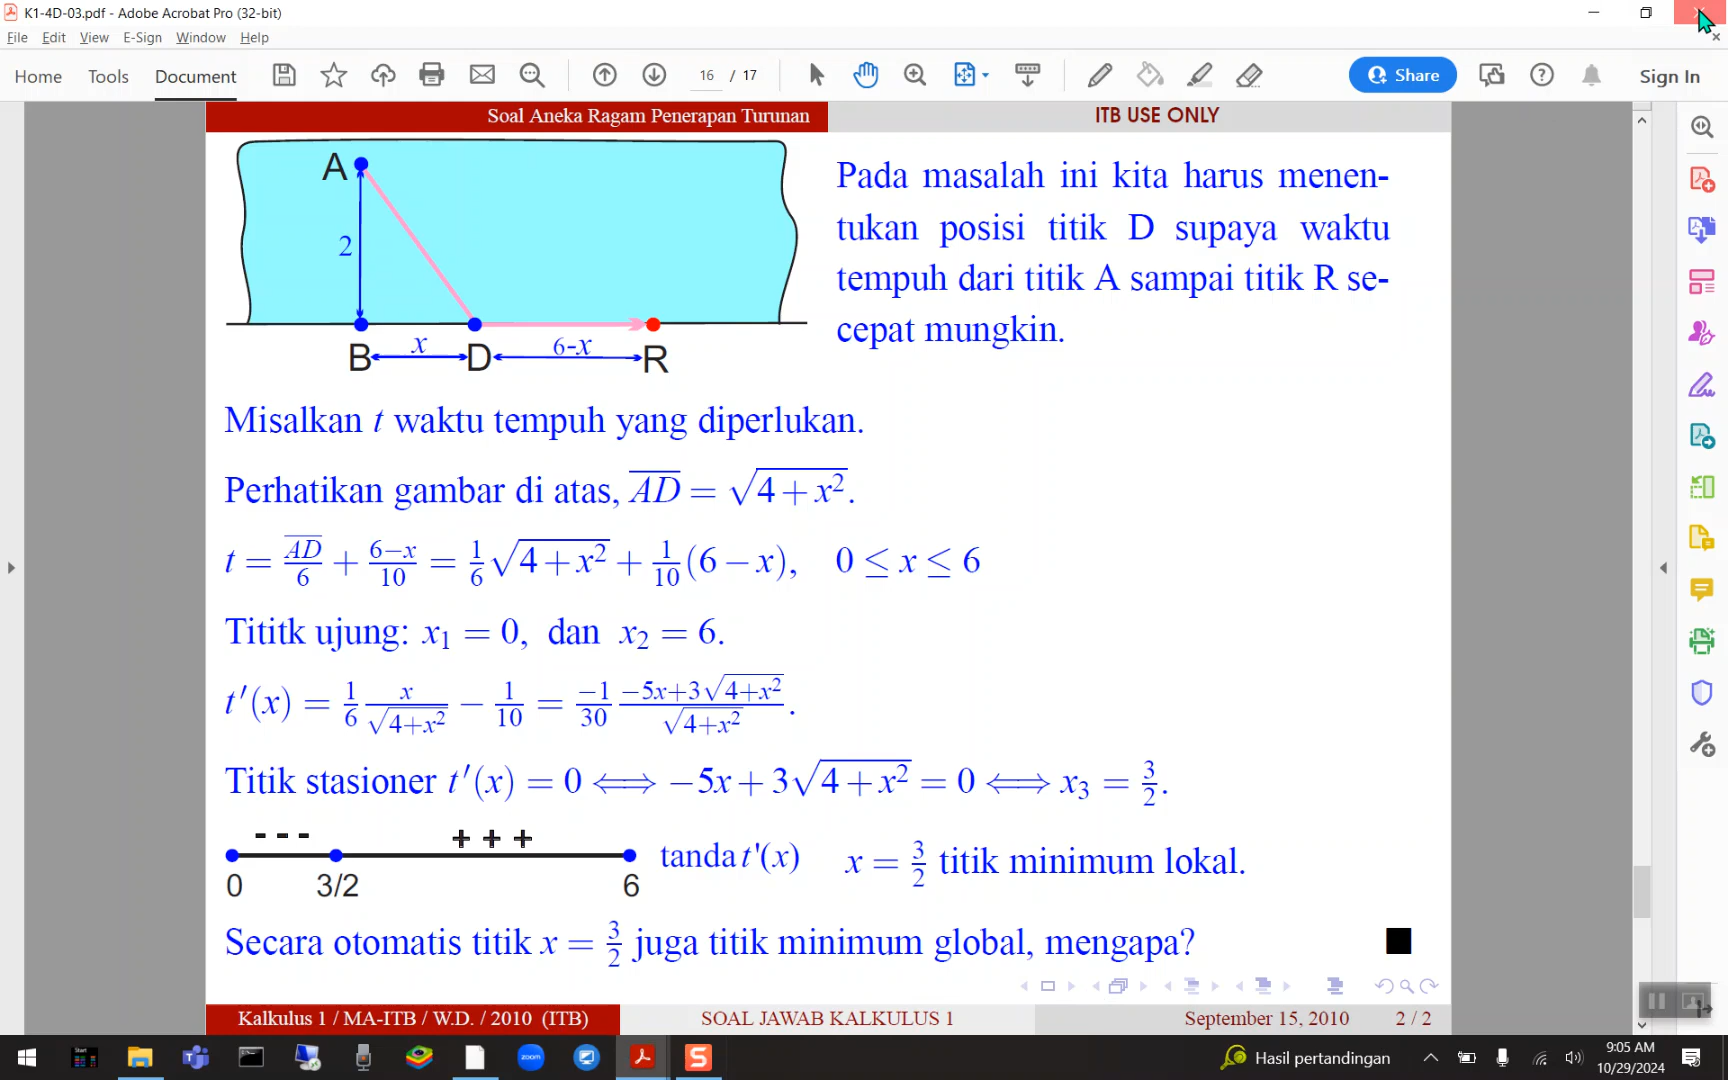 K1-4D-03.pdf - Adobe Acrobat Pro (32-bit)
File Edit View E-Sign Window Help
Home Tools Document 16 / 17 Share Sign In
Soal Aneka Ragam Penerapan Turunan
ITB USE ONLY
A
2
B x D 6-x R
Pada masalah ini kita harus menen-
tukan posisi titik D supaya waktu
tempuh dari titik A sampai titik R se-
cepat mungkin.
Misalkan t waktu tempuh yang diperlukan.
Perhatikan gambar di atas, \overline{AD} = √(4+x²).
t = \overline{AD}/6 + (6−x)/10 = 1/6 √(4+x²) + 1/10 (6−x), 0 ≤ x ≤ 6
Tititk ujung: x₁ = 0, dan x₂ = 6.
t′(x) = 1/6 x/√(4+x²) − 1/10 = −1/30 (−5x+3√(4+x²))/√(4+x²).
Titik stasioner t′(x) = 0 ⟺ −5x+3√(4+x²) = 0 ⟺ x₃ = 3/2.
- - - + + +
0 3/2 6
tanda t'(x) x = 3/2 titik minimum lokal.
Secara otomatis titik x = 3/2 juga titik minimum global, mengapa?
Kalkulus 1 / MA-ITB / W.D. / 2010 (ITB)
SOAL JAWAB KALKULUS 1
September 15, 2010 2 / 2
Start
zoom
Hasil pertandingan
9:05 AM
10/29/2024